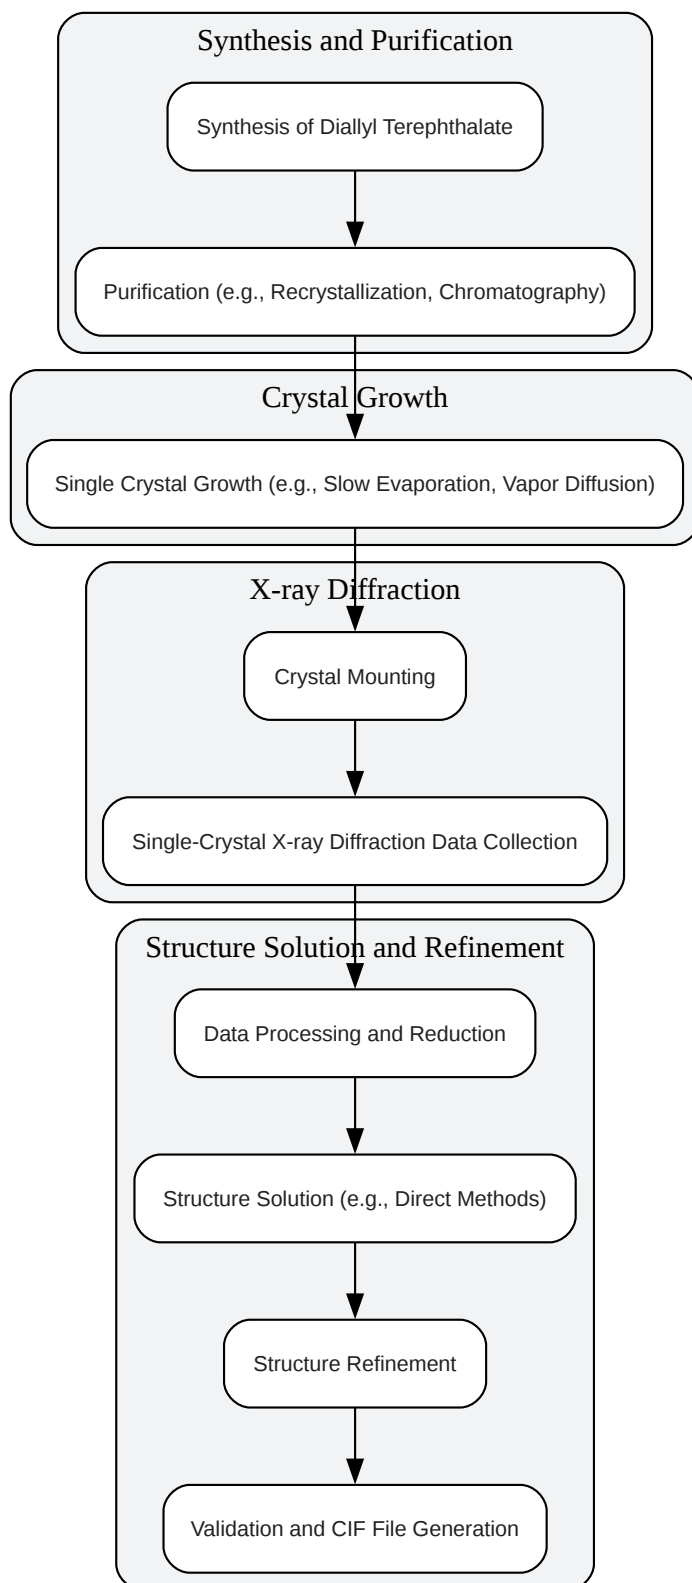 Synthesis and Purification
Synthesis of Diallyl Terephthalate
Purification (e.g., Recrystallization, Chromatography)
Crystal Growth
Single Crystal Growth (e.g., Slow Evaporation, Vapor Diffusion)
X-ray Diffraction
Crystal Mounting
Single-Crystal X-ray Diffraction Data Collection
Structure Solution and Refinement
Data Processing and Reduction
Structure Solution (e.g., Direct Methods)
Structure Refinement
Validation and CIF File Generation